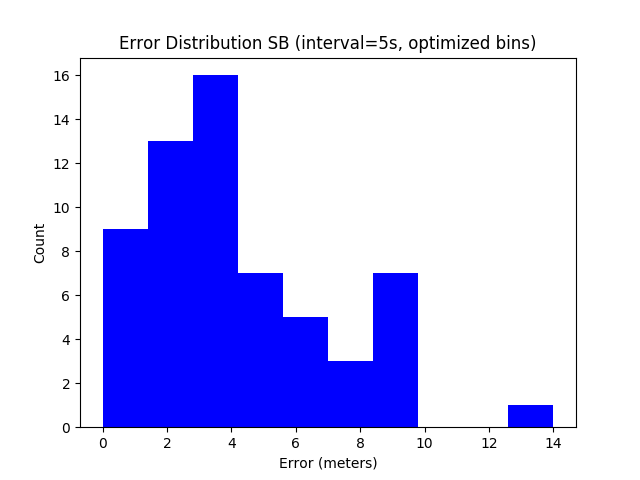 Error Distribution SB (interval=5s, optimized bins)
16
14
12
10
8
6
4
2
0
Count
0 2 4 6 8 10 12 14
Error (meters)